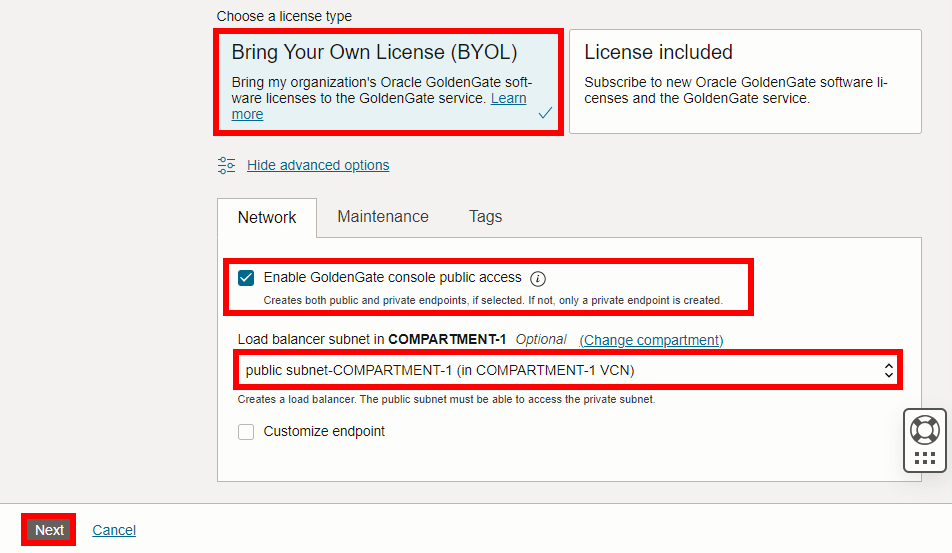 Choose a license type
Bring Your Own License (BYOL)
Bring my organization's Oracle GoldenGate soft-
ware licenses to the GoldenGate service. Learn
more
License included
Subscribe to new Oracle GoldenGate software li-
censes and the GoldenGate service.
Hide advanced options
Network Maintenance Tags
Enable GoldenGate console public access
Creates both public and private endpoints, if selected. If not, only a private endpoint is created.
Load balancer subnet in COMPARTMENT-1 Optional (Change compartment)
public subnet-COMPARTMENT-1 (in COMPARTMENT-1 VCN)
Creates a load balancer. The public subnet must be able to access the private subnet.
Customize endpoint
Next Cancel